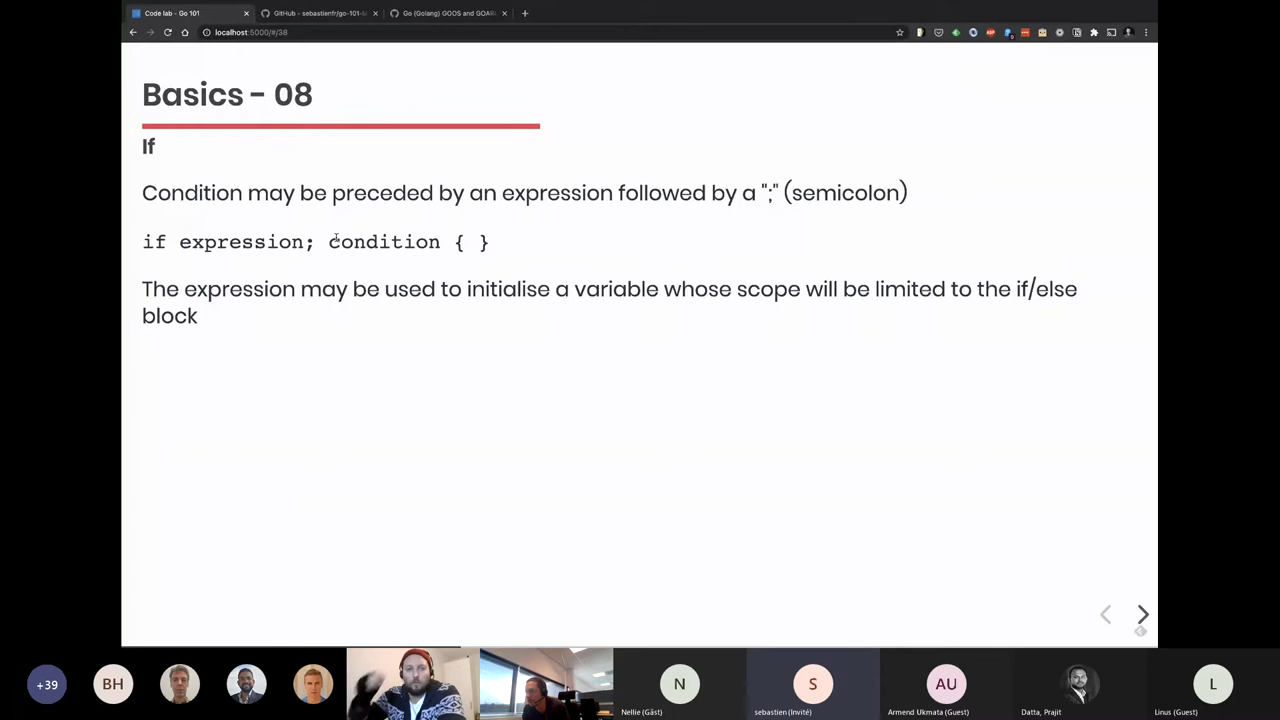 Code lab - Go 101
GitHub - sebastienfr/go-101-
Go (Golang) GOOS and GOAR
localhost:5000/#/38
Basics - 08
If
Condition may be preceded by an expression followed by a ";" (semicolon)
if expression; condition { }
The expression may be used to initialise a variable whose scope will be limited to the if/else
block
+39
BH
N
S
AU
L
Nellie (Gäst)
sebastien (Invité)
Armend Ukmata (Guest)
Datta, Prajit
Linus (Guest)